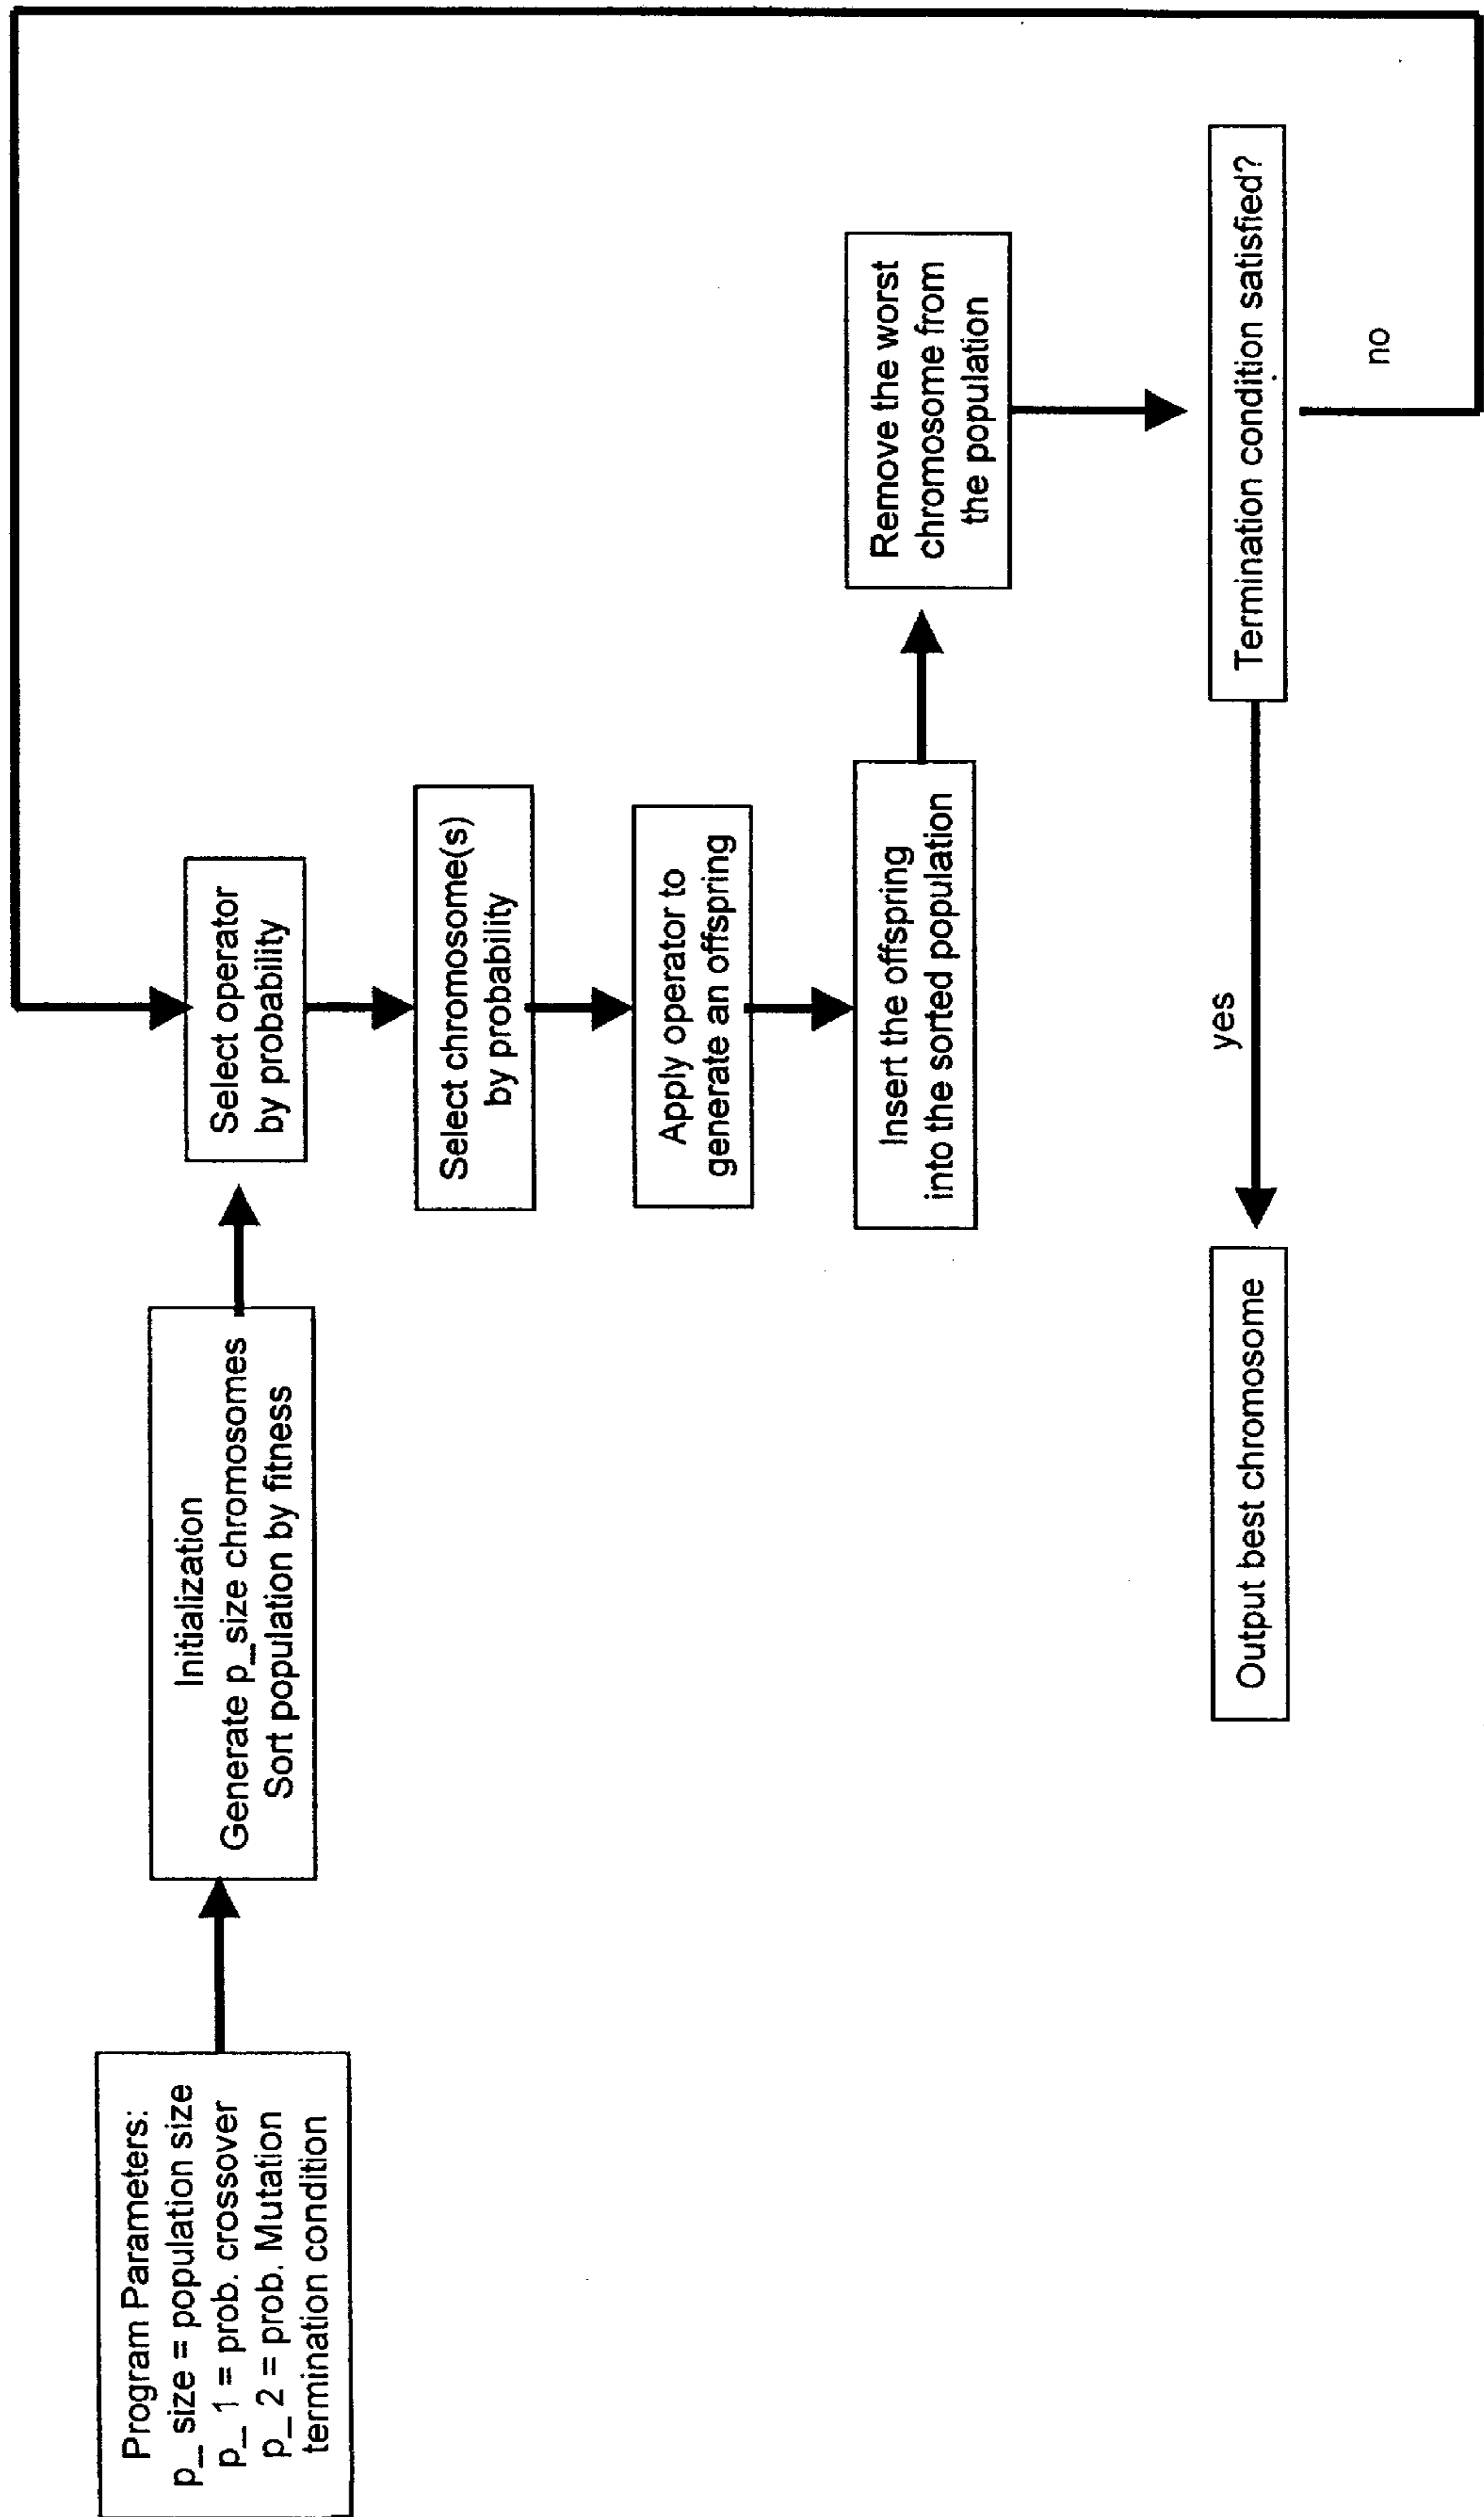 Program Parameters:
p_ size = population size
p_ 1 = prob. crossover
p_ 2 = prob. Mutation
termination condition
Initialization
Generate p_size chromosomes
Sort population by fitness
Select operator
by probability
Select chromosome(s)
by probability
Apply operator to
generate an offspring
Insert the offspring
into the sorted population
Remove the worst
chromosome from
the population
Termination condition satisfied?
no
yes
Output best chromosome